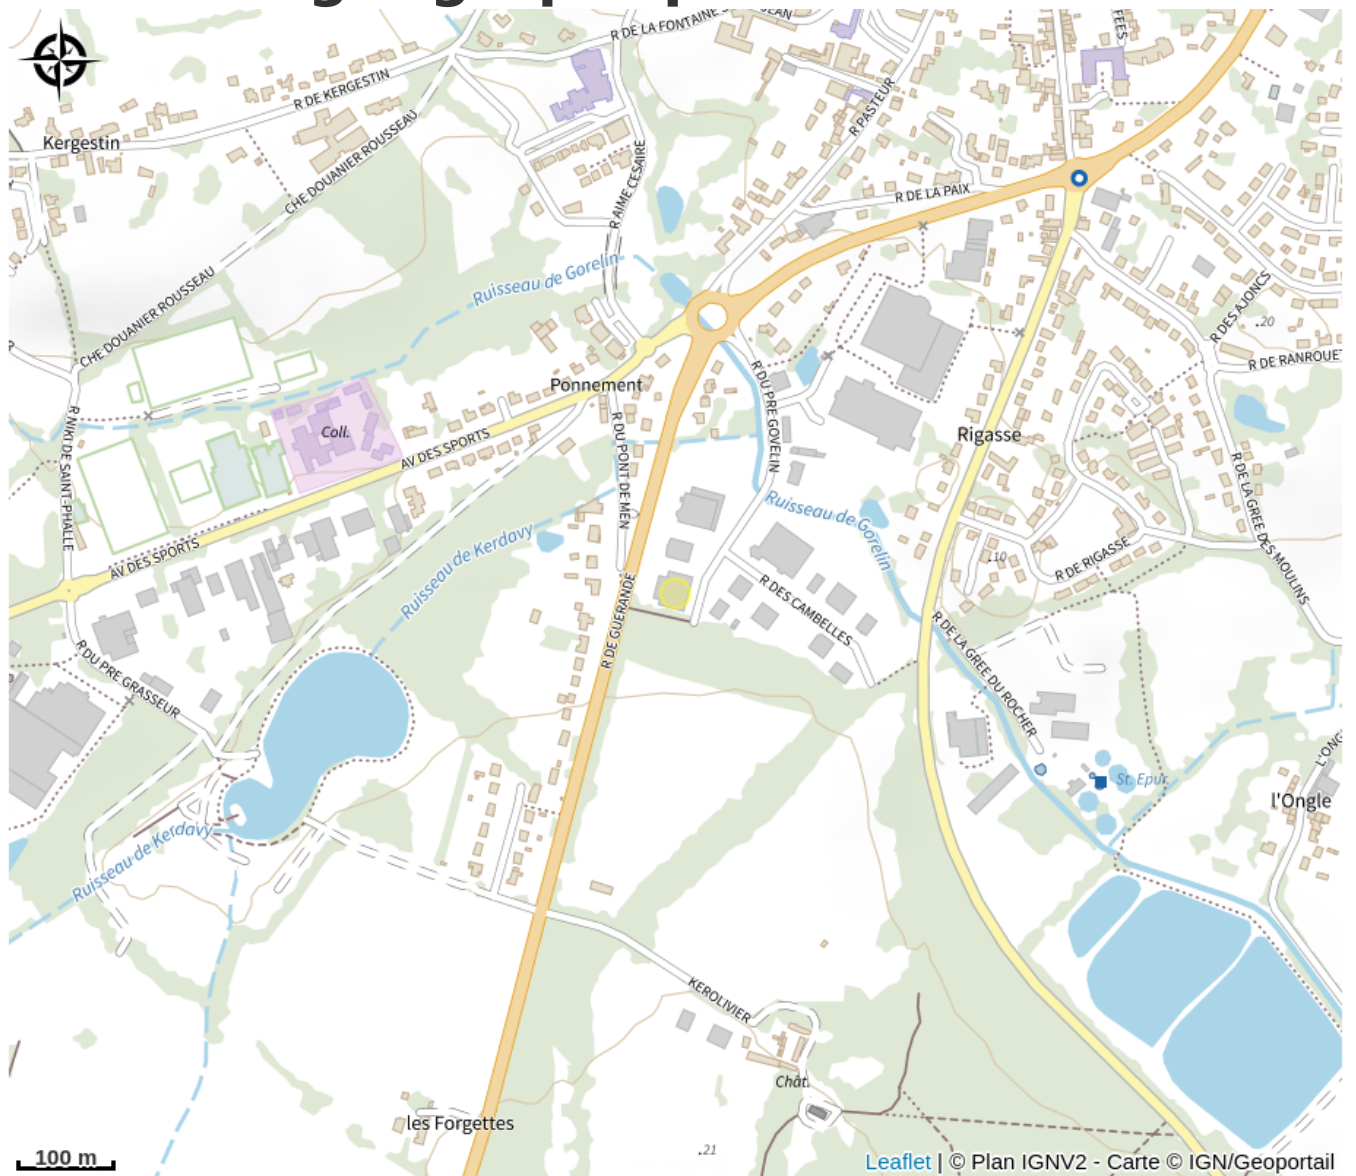 R DE LA FONTAINE
R DE KERGESTIN
Kergestin
CHE DOUANIER ROUSSEAU
R PASTEUR
R AIME CESAIRE
R DE LA PAIX
Ruisseau de Gorelin
CHE DOUANIER ROUSSEAU
R DES AJONCS
.20
R DE RANROUET
Ponnement
R DU PRE GOVELIN
R NIKI DE SAINT-PHALLE
Coll.
AV DES SPORTS
R DU PONT DE MEN
Rigasse
R DE LA GREE DES MOULINS
Ruisseau de Gorelin
Ruisseau de Kerdavy
AV DES SPORTS
.10
R DE RIGASSE
R DES CAMBELLES
R DE GUERANDE
R DU PRE GRASSEUR
R DE LA GREE DU ROCHER
St. Epur.
l'Ongle
Ruisseau de Kerdavy
KEROLIVIER
Chât.
les Forgettes
.21
100 m
Leaflet | © Plan IGNV2 - Carte © IGN/Geoportail